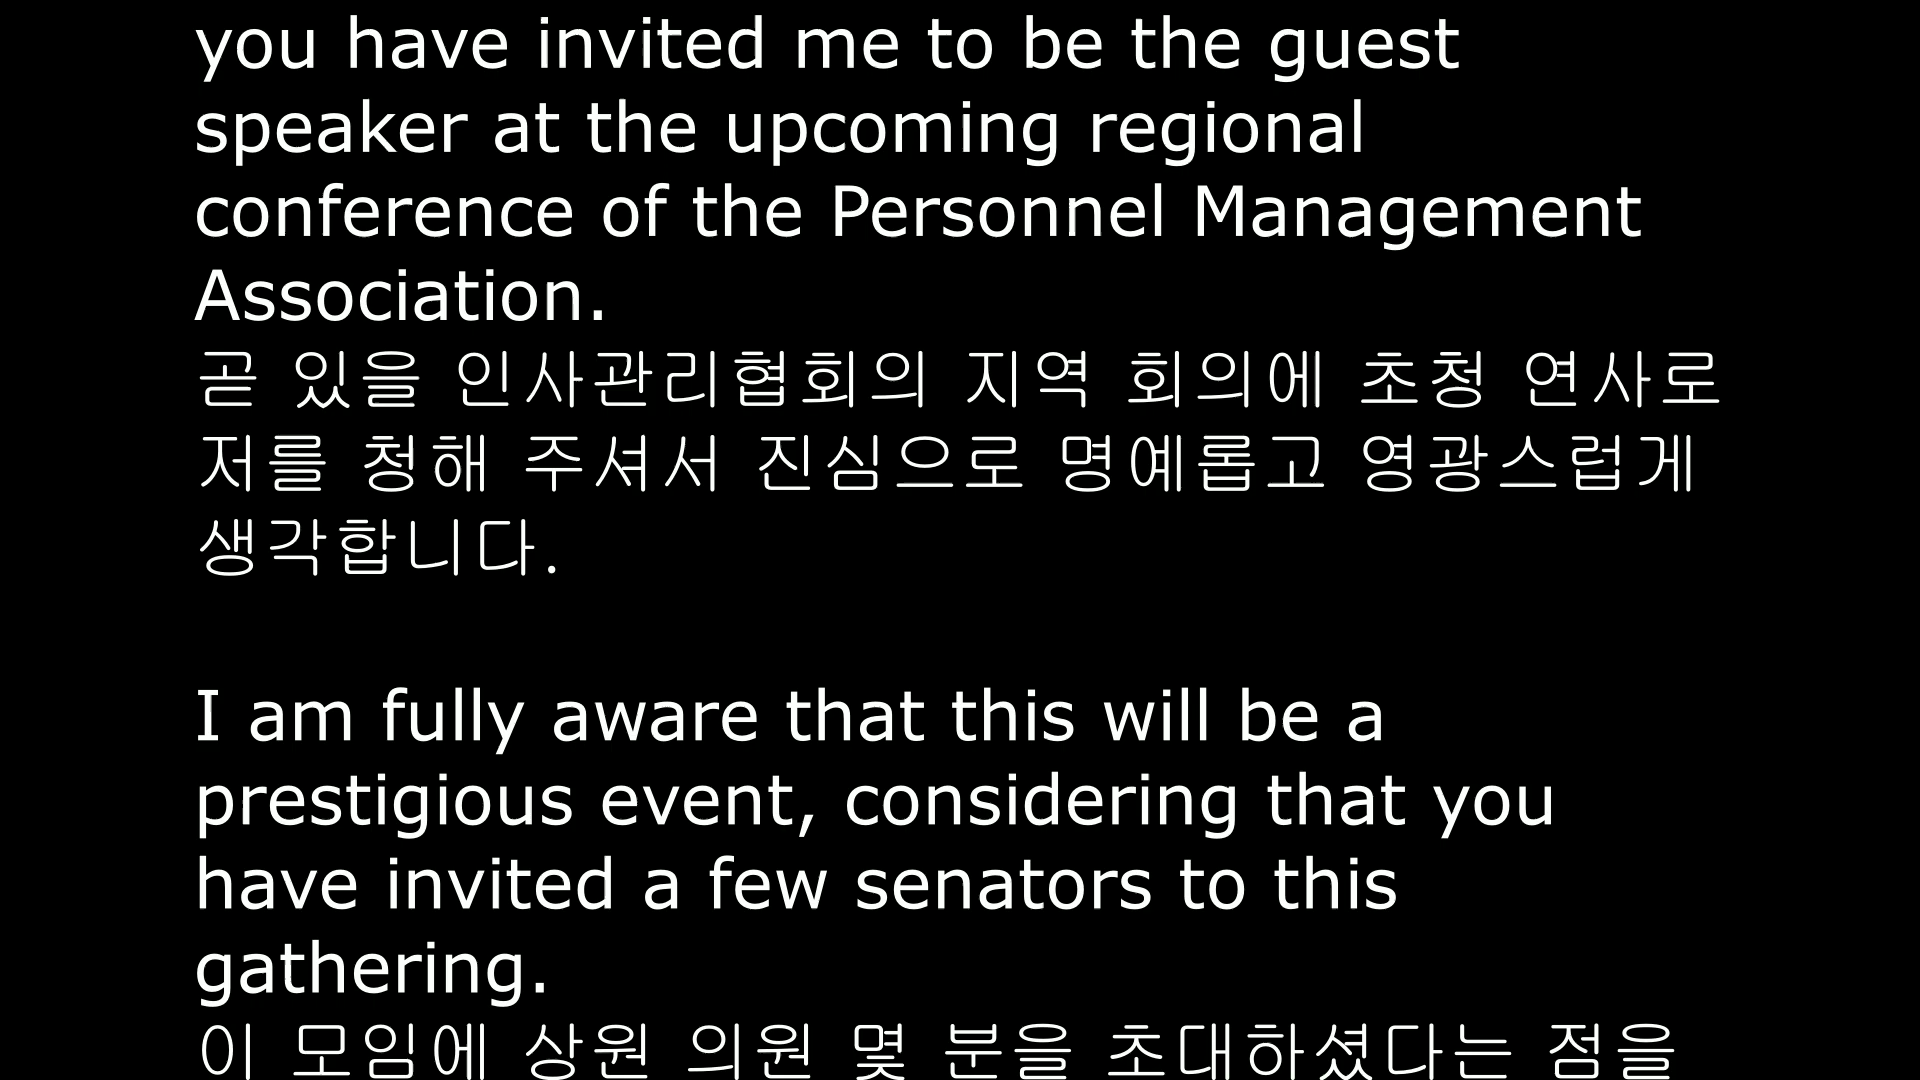 you have invited me to be the guest
speaker at the upcoming regional
conference of the Personnel Management
Association.
곧 있을 인사관리협회의 지역 회의에 초청 연사로
저를 청해 주셔서 진심으로 명예롭고 영광스럽게
생각합니다.
I am fully aware that this will be a
prestigious event, considering that you
have invited a few senators to this
gathering.
이 모임에 상원 의원 몇 분을 초대하셨다는 점을